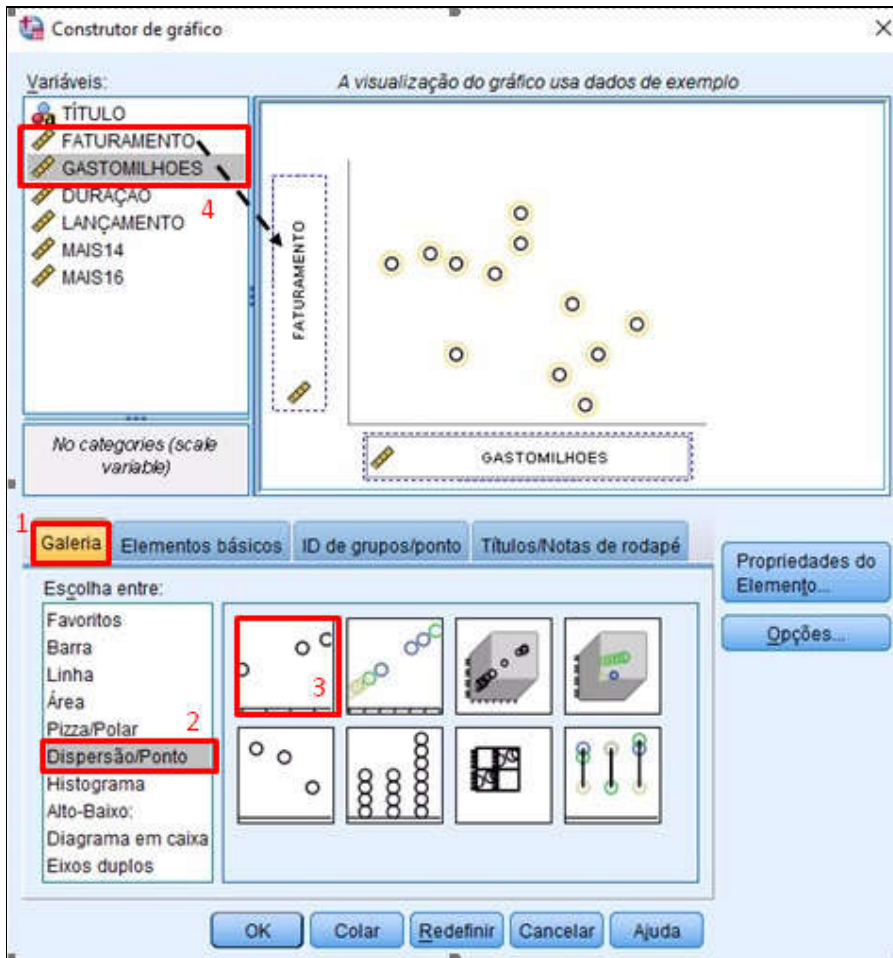 Construtor de gráfico
Variáveis:
A visualização do gráfico usa dados de exemplo
TÍTULO
FATURAMENTO
GASTOMILHOES
DURAÇAO
LANÇAMENTO
MAIS14
MAIS16
4
FATURAMENTO
GASTOMILHOES
No categories (scale
variable)
1
Galeria
Elementos básicos
ID de grupos/ponto
Títulos/Notas de rodapé
Escolha entre:
Favoritos
Barra
Linha
Área
Pizza/Polar
2
Dispersão/Ponto
Histograma
Alto-Baixo:
Diagrama em caixa
Eixos duplos
3
Propriedades do
Elemento...
Opções...
OK
Colar
Redefinir
Cancelar
Ajuda